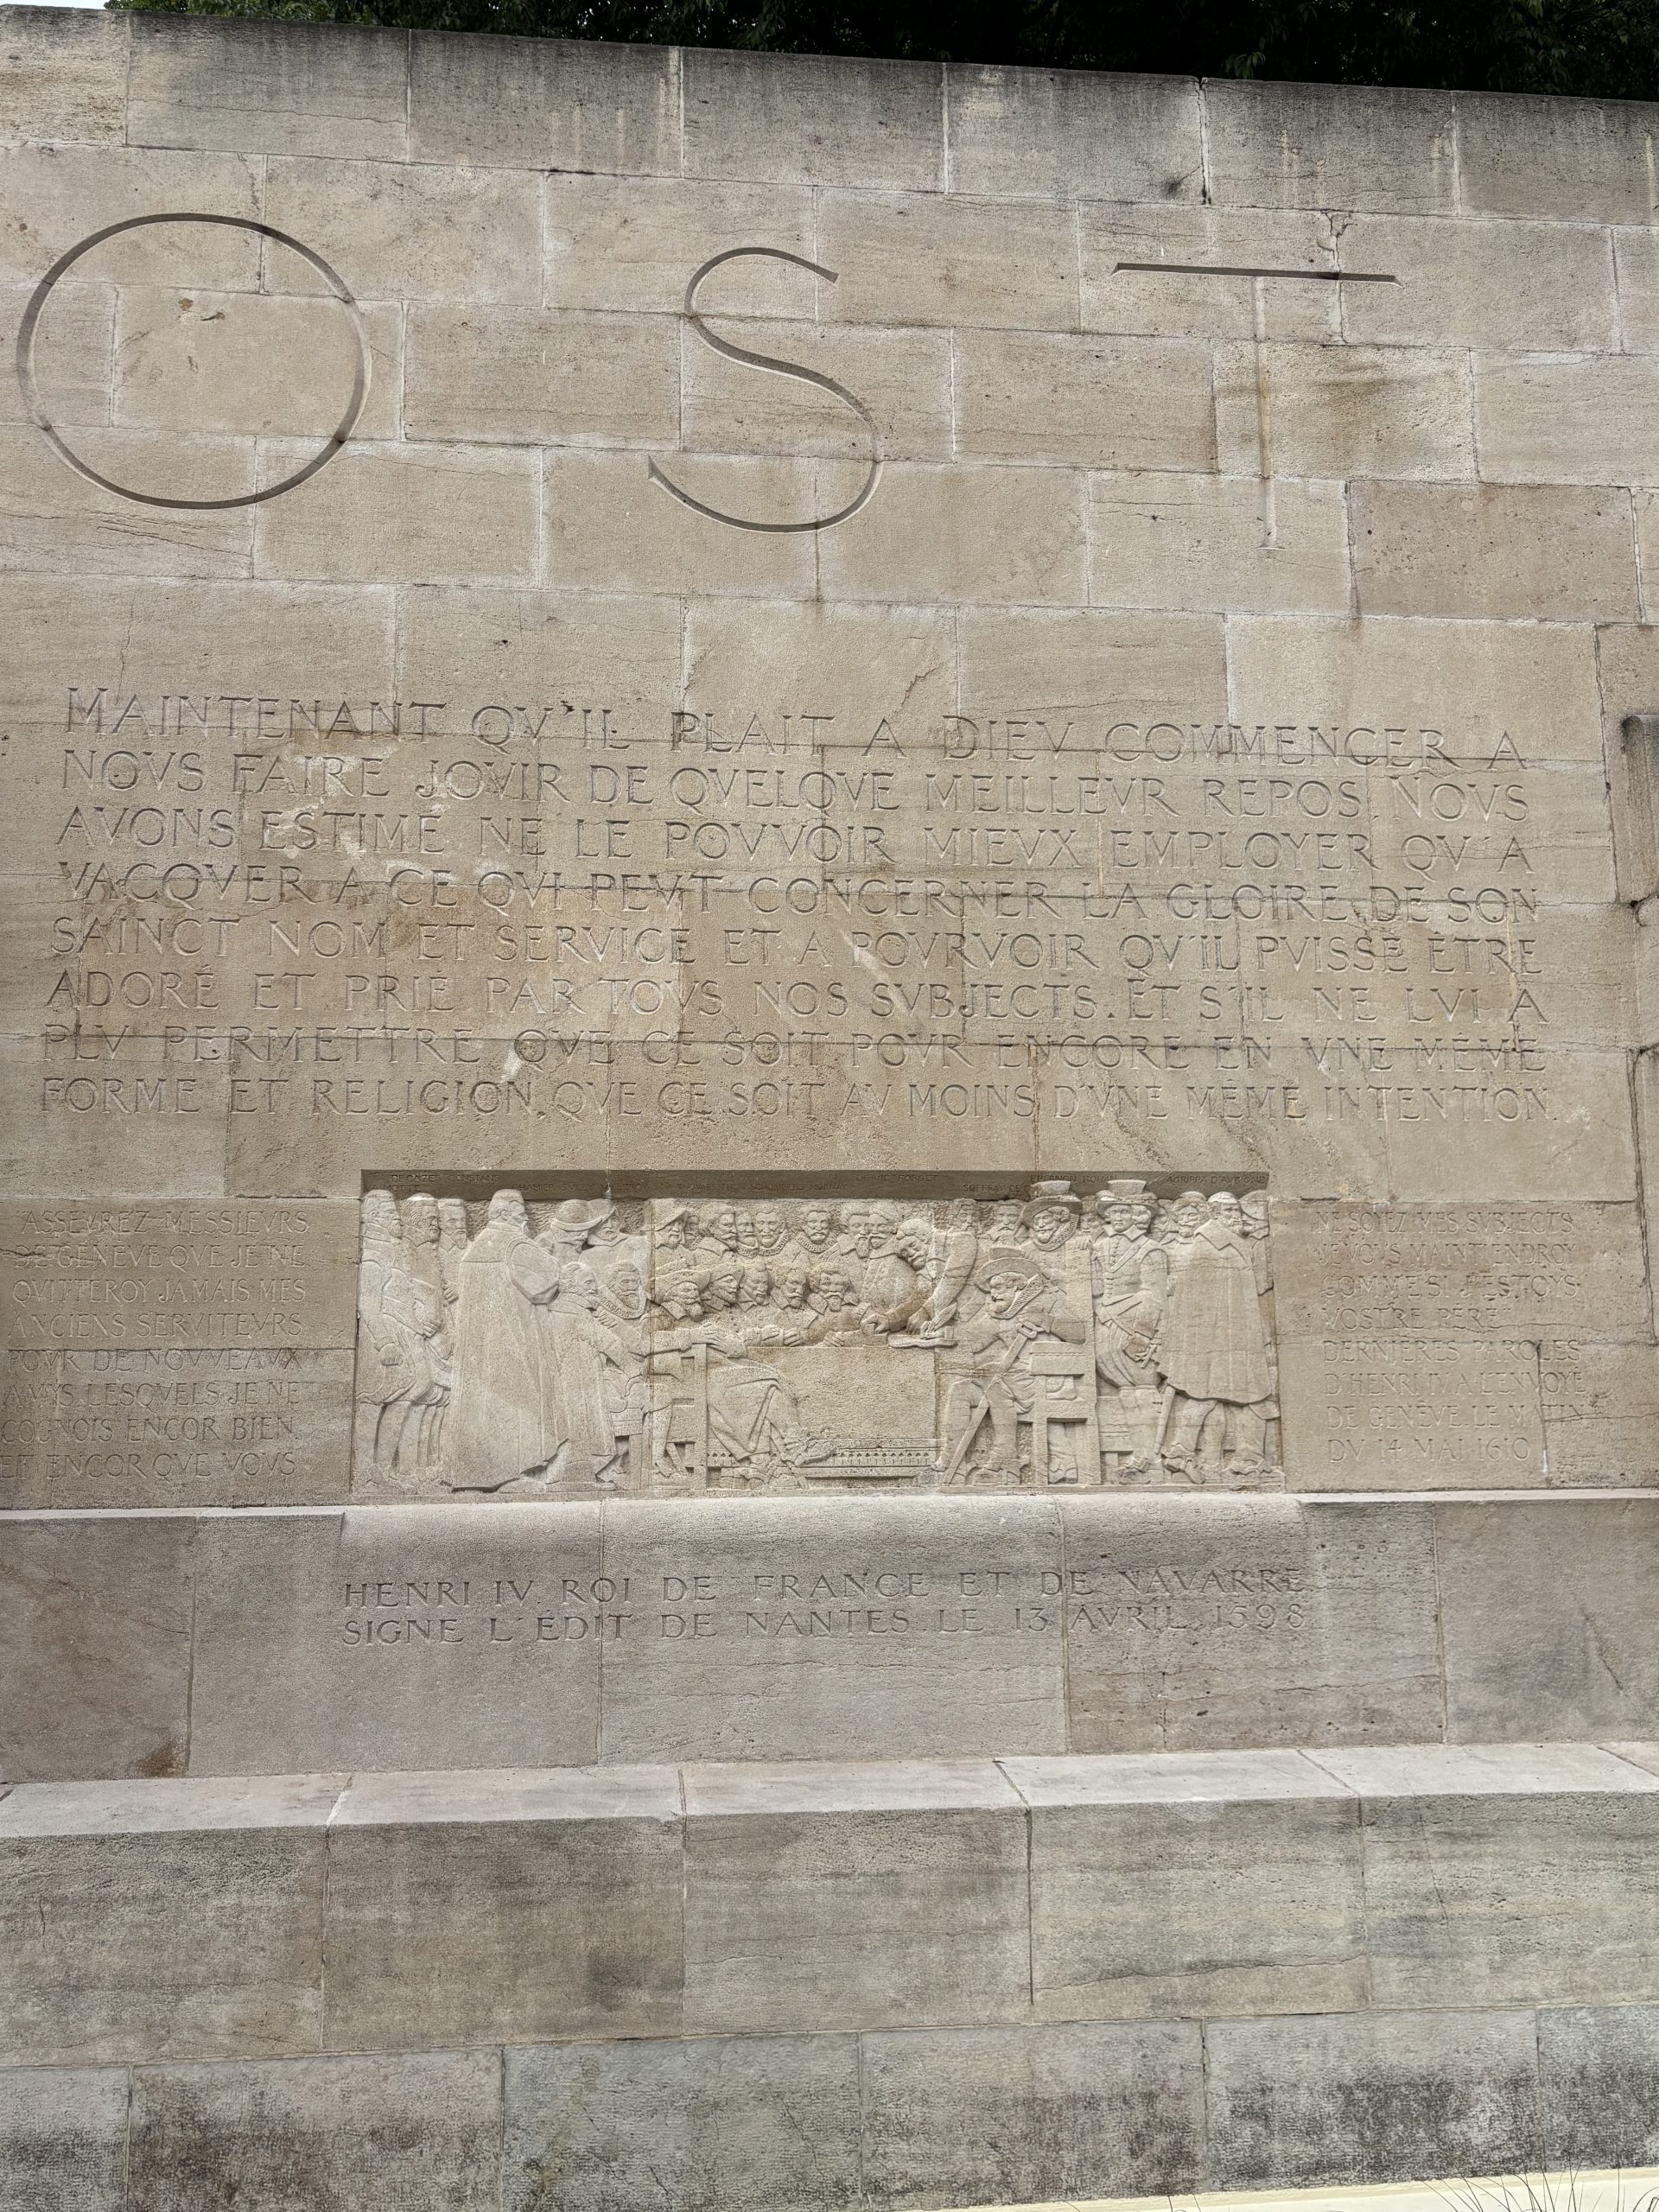 O S T
MAINTENANT QV'IL PLAIT A DIEV COMMENCER A
NOVS FAIRE JOVIR DE QVELQVE MEILLEVR REPOS, NOVS
AVONS ESTIMÉ NE LE POVVOIR MIEVX EMPLOYER QV'A
VACQVER A CE QVI PEVT CONCERNER LA GLOIRE DE SON
SAINCT NOM ET SERVICE ET A POVRVOIR QV'IL PVISSE ÊTRE
ADORÉ ET PRIÉ PAR TOVS NOS SVBJECTS. ET S'IL NE LVI A
PLV PERMETTRE QVE CE SOIT POVR ENCORE EN VNE MÊME
FORME ET RELIGION, QVE CE SOIT AV MOINS D'VNE MÊME INTENTION.
"ASSEVREZ MESSIEVRS
DE GENÈVE QVE JE NE
QVITTEROY JAMAIS MES
ANCIENS SERVITEVRS
POVR DE NOVVEAVX
AMYS LESQVELS JE NE
COGNOIS ENCOR BIEN.
ET ENCOR QVE VOVS
NE SOYEZ MES SVBJECTS
JE VOVS MAINTIENDROY
COMME SI J'ESTOYS
VOSTRE PÈRE"
DERNIÈRES PAROLES
D'HENRI IV A L'ENVOYÉ
DE GENÈVE LE MATIN
DV 14 MAI 1610
HENRI IV. ROI DE FRANCE ET DE NAVARRE
SIGNE L'ÉDIT DE NANTES. LE 13 AVRIL 1598